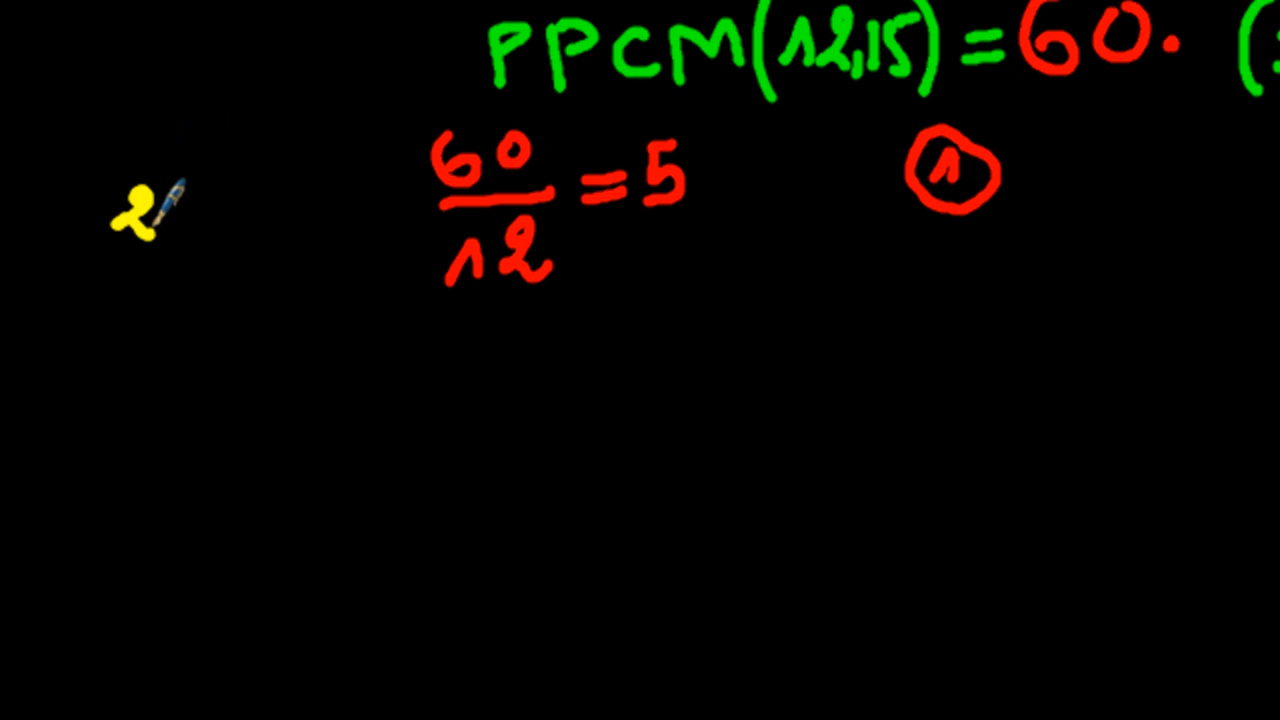 PPCM(12,15) = 60. (
60/12 = 5 1
2